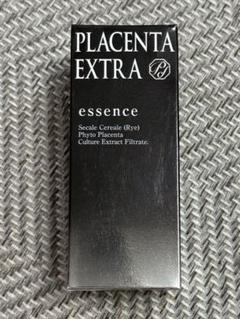 PLACENTA
EXTRA
essence
Secale Cereale (Rye)
Phyto Placenta
Culture Extract Filtrate.